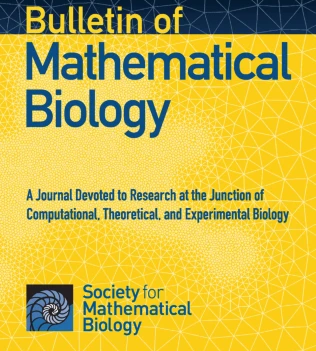 Bulletin of
Mathematical
Biology
A Journal Devoted to Research at the Junction of
Computational, Theoretical, and Experimental Biology
Society for
Mathematical
Biology